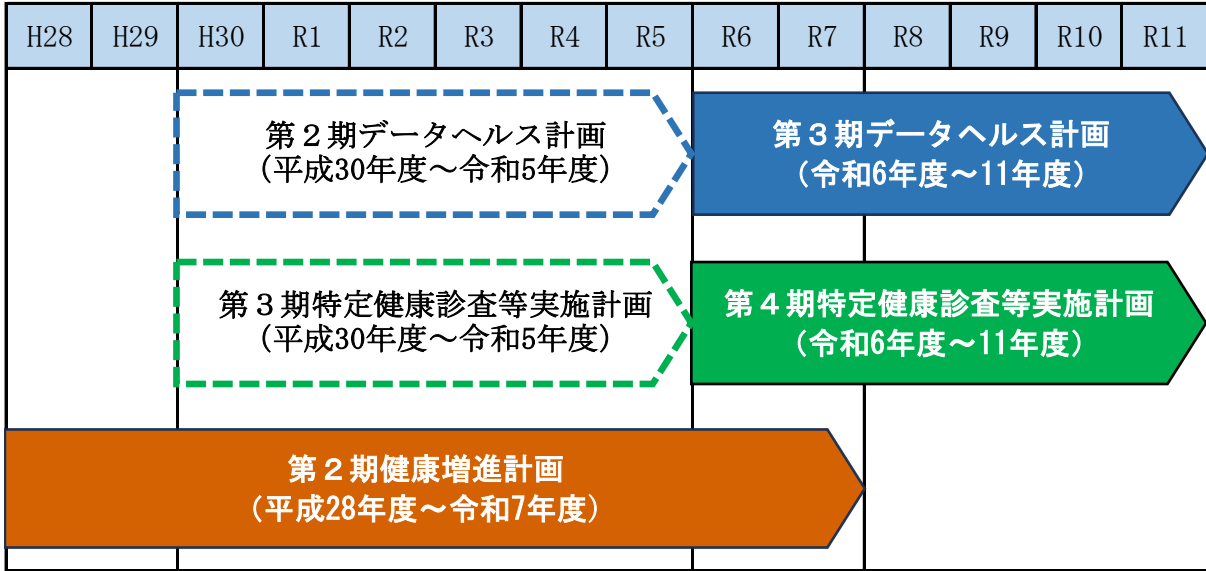 H28 H29 H30 R1 R2 R3 R4 R5 R6 R7 R8 R9 R10 R11
第２期データヘルス計画
(平成30年度～令和5年度)
第３期データヘルス計画
(令和6年度～11年度)
第３期特定健康診査等実施計画
(平成30年度～令和5年度)
第４期特定健康診査等実施計画
(令和6年度～11年度)
第２期健康増進計画
(平成28年度～令和7年度)